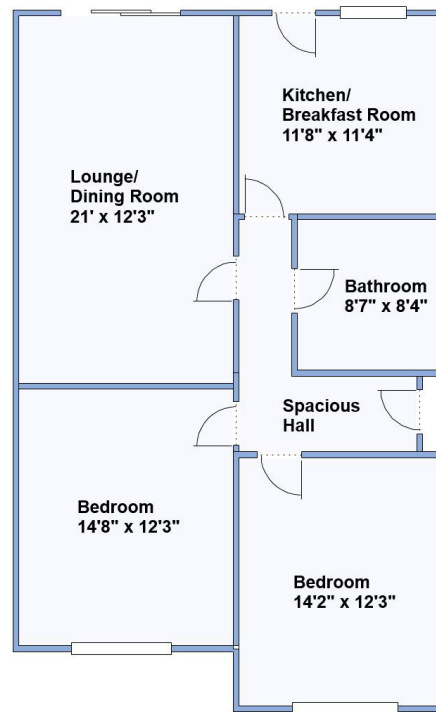 Kitchen/
Breakfast Room
11'8" x 11'4"
Lounge/
Dining Room
21' x 12'3"
Bathroom
8'7" x 8'4"
Spacious
Hall
Bedroom
14'8" x 12'3"
Bedroom
14'2" x 12'3"